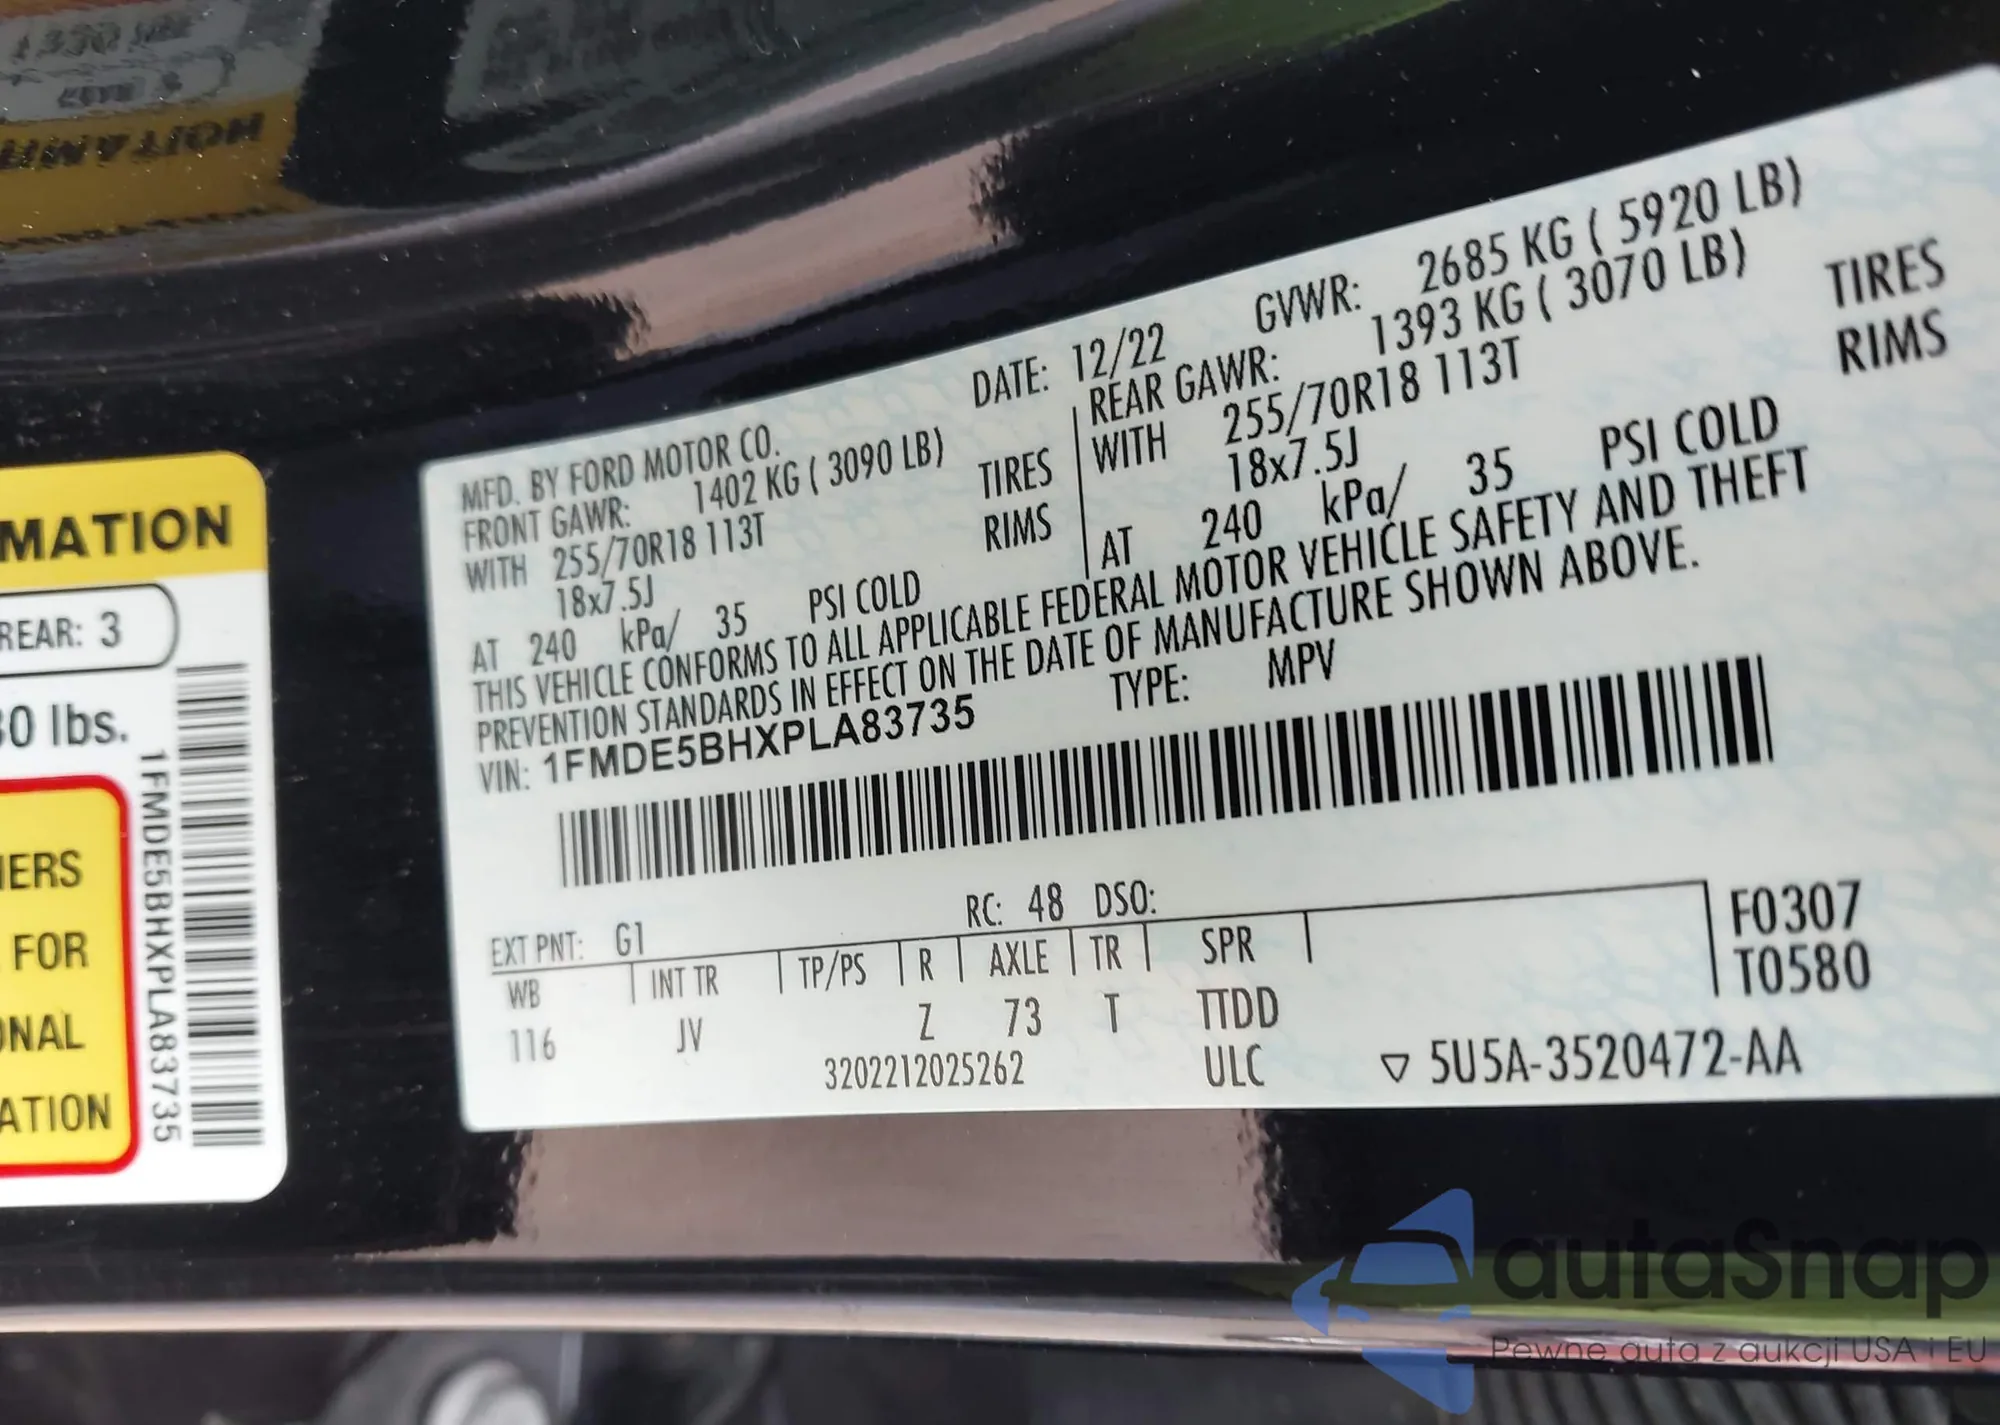 MATION
REAR: 3
0 lbs.
IERS
FOR
ONAL
ATION
1FMDE5BHXPLA83735
MFD. BY FORD MOTOR CO.
DATE: 12/22
GVWR: 2685 KG ( 5920 LB)
FRONT GAWR: 1402 KG ( 3090 LB)
WITH 255/70R18 113T TIRES
18x7.5J RIMS
AT 240 kPa/ 35 PSI COLD
REAR GAWR: 1393 KG ( 3070 LB)
WITH 255/70R18 113T TIRES
18x7.5J RIMS
AT 240 kPa/ 35 PSI COLD
THIS VEHICLE CONFORMS TO ALL APPLICABLE FEDERAL MOTOR VEHICLE SAFETY AND THEFT
PREVENTION STANDARDS IN EFFECT ON THE DATE OF MANUFACTURE SHOWN ABOVE.
VIN: 1FMDE5BHXPLA83735 TYPE: MPV
EXT PNT: G1 RC: 48 DSO:
WB INT TR TP/PS R AXLE TR SPR
F0307
T0580
116 JV Z 73 T TTDD
3202212025262 ULC ▽ 5U5A-3520472-AA
autaSnap
Pewne auta z aukcji USA i EU